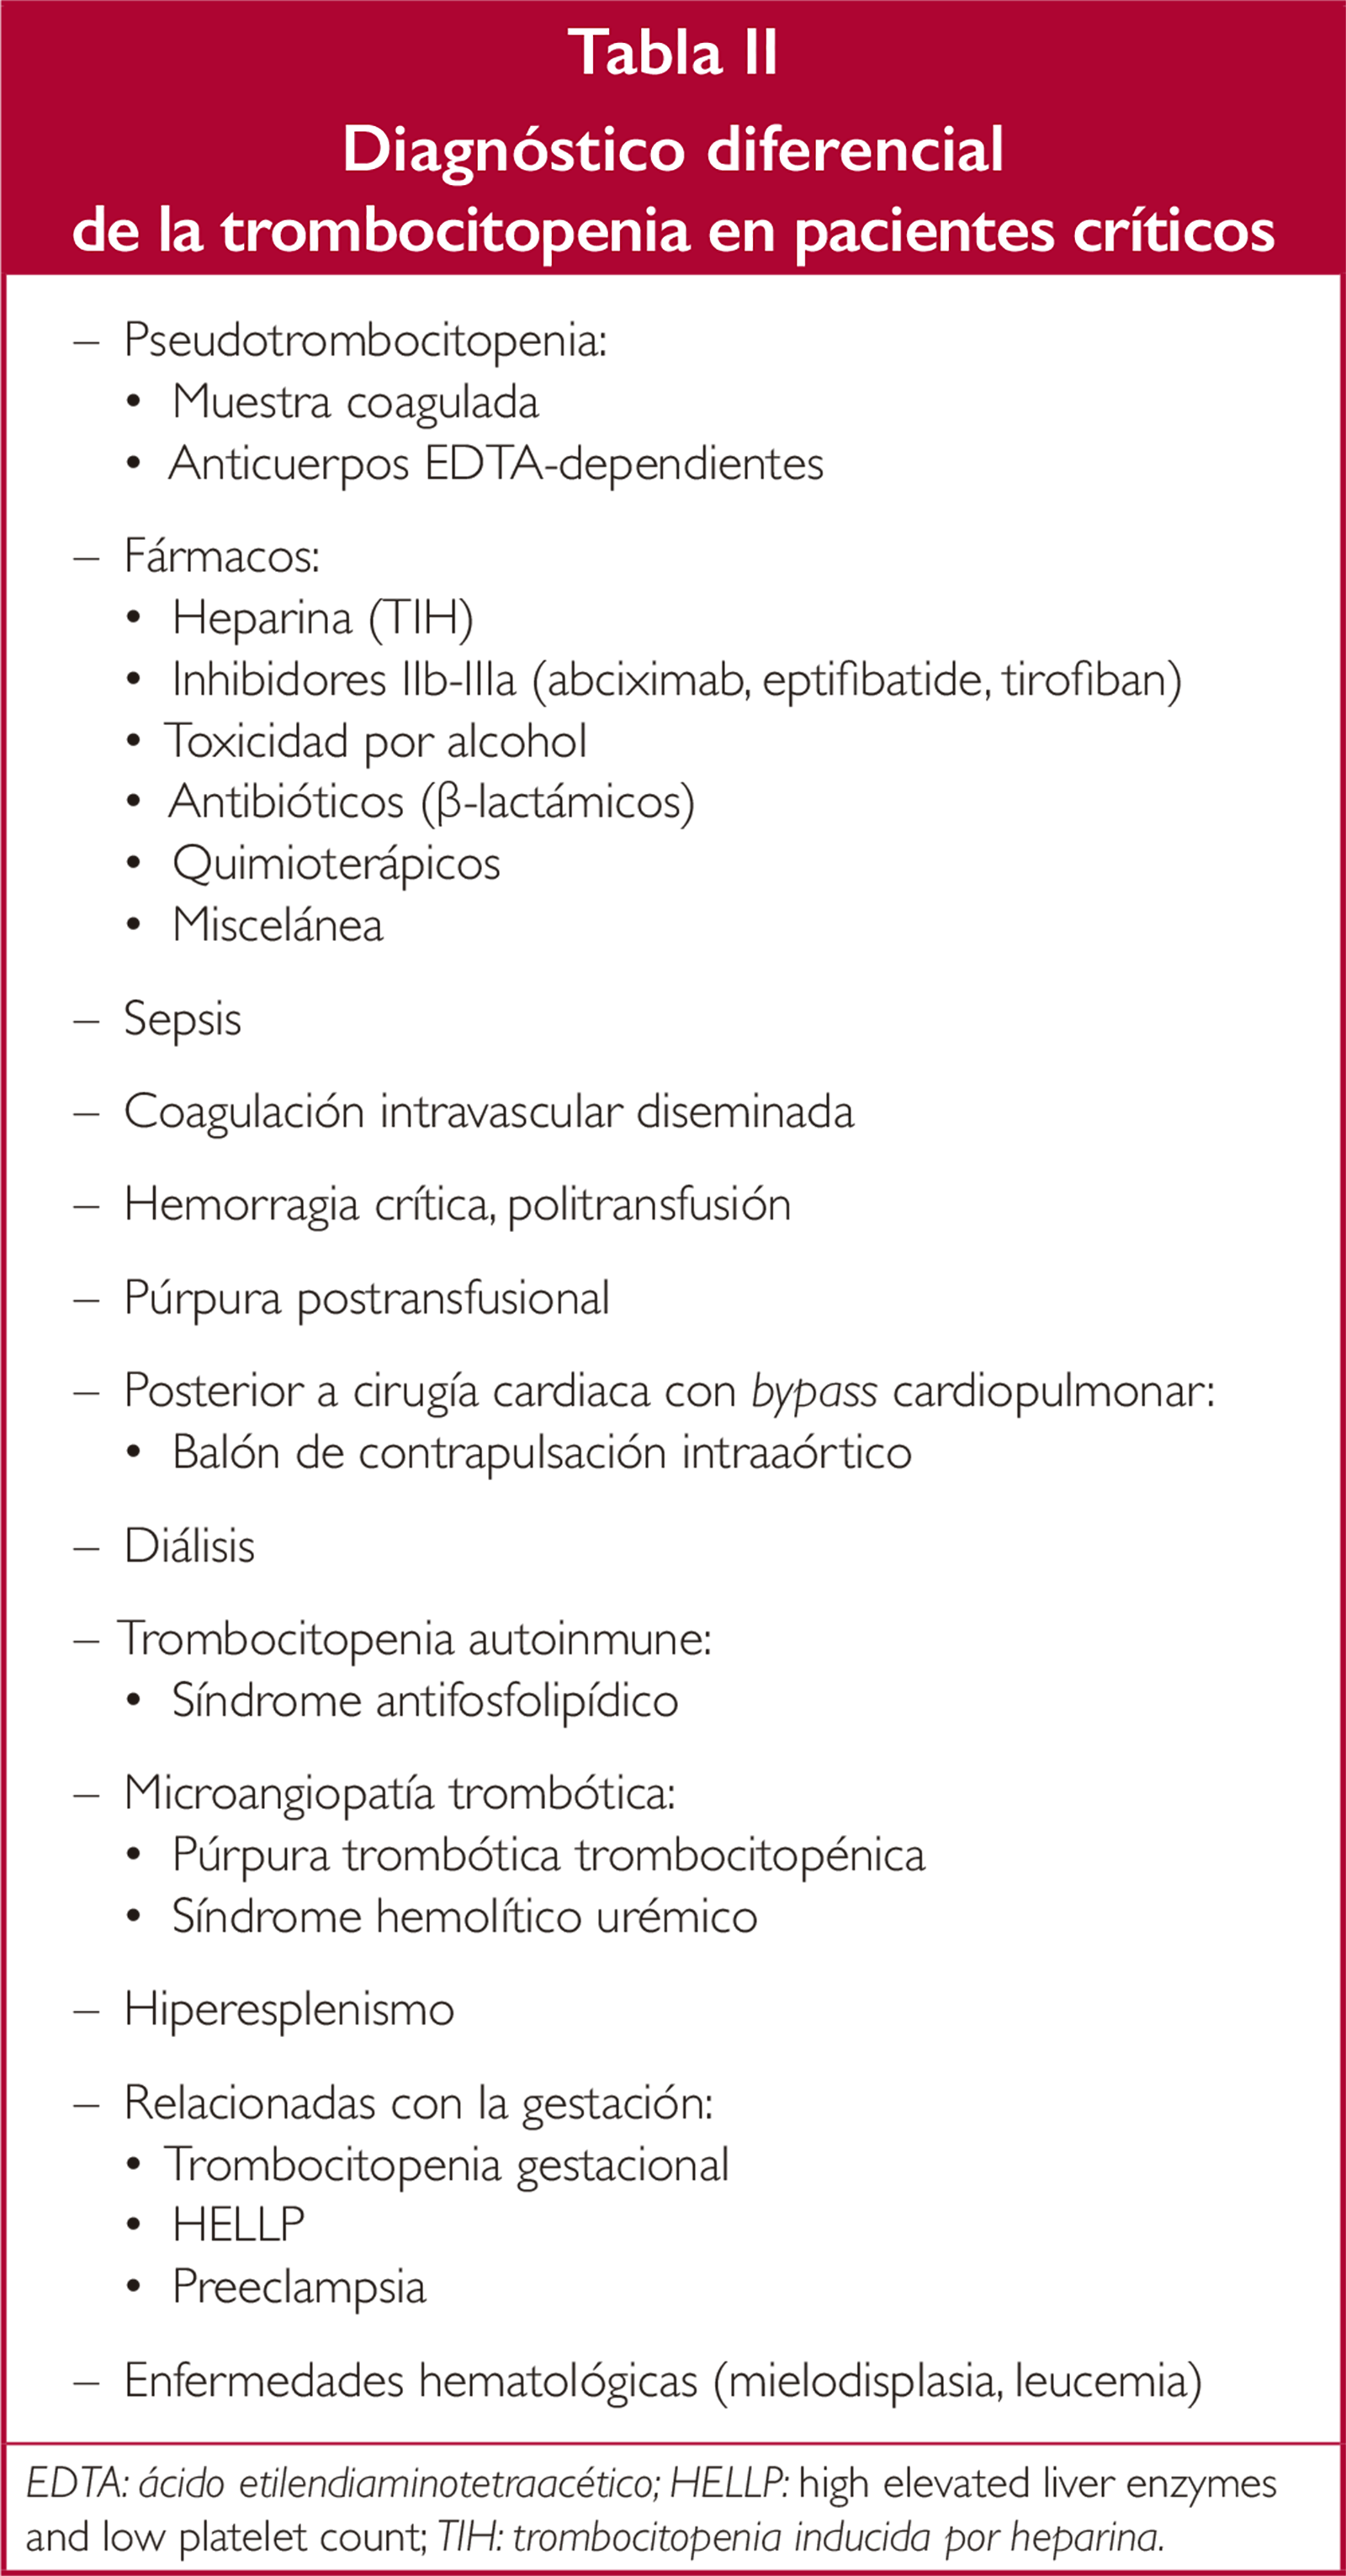 Tabla II
Diagnóstico diferencial
de la trombocitopenia en pacientes críticos
– Pseudotrombocitopenia:
• Muestra coagulada
• Anticuerpos EDTA-dependientes
– Fármacos:
• Heparina (TIH)
• Inhibidores IIb-IIIa (abciximab, eptifibatide, tirofiban)
• Toxicidad por alcohol
• Antibióticos (β-lactámicos)
• Quimioterápicos
• Miscelánea
– Sepsis
– Coagulación intravascular diseminada
– Hemorragia crítica, politransfusión
– Púrpura postransfusional
– Posterior a cirugía cardiaca con bypass cardiopulmonar:
• Balón de contrapulsación intraaórtico
– Diálisis
– Trombocitopenia autoinmune:
• Síndrome antifosfolipídico
– Microangiopatía trombótica:
• Púrpura trombótica trombocitopénica
• Síndrome hemolítico urémico
– Hiperesplenismo
– Relacionadas con la gestación:
• Trombocitopenia gestacional
• HELLP
• Preeclampsia
– Enfermedades hematológicas (mielodisplasia, leucemia)
EDTA: ácido etilendiaminotetraacético; HELLP: high elevated liver enzymes
and low platelet count; TIH: trombocitopenia inducida por heparina.